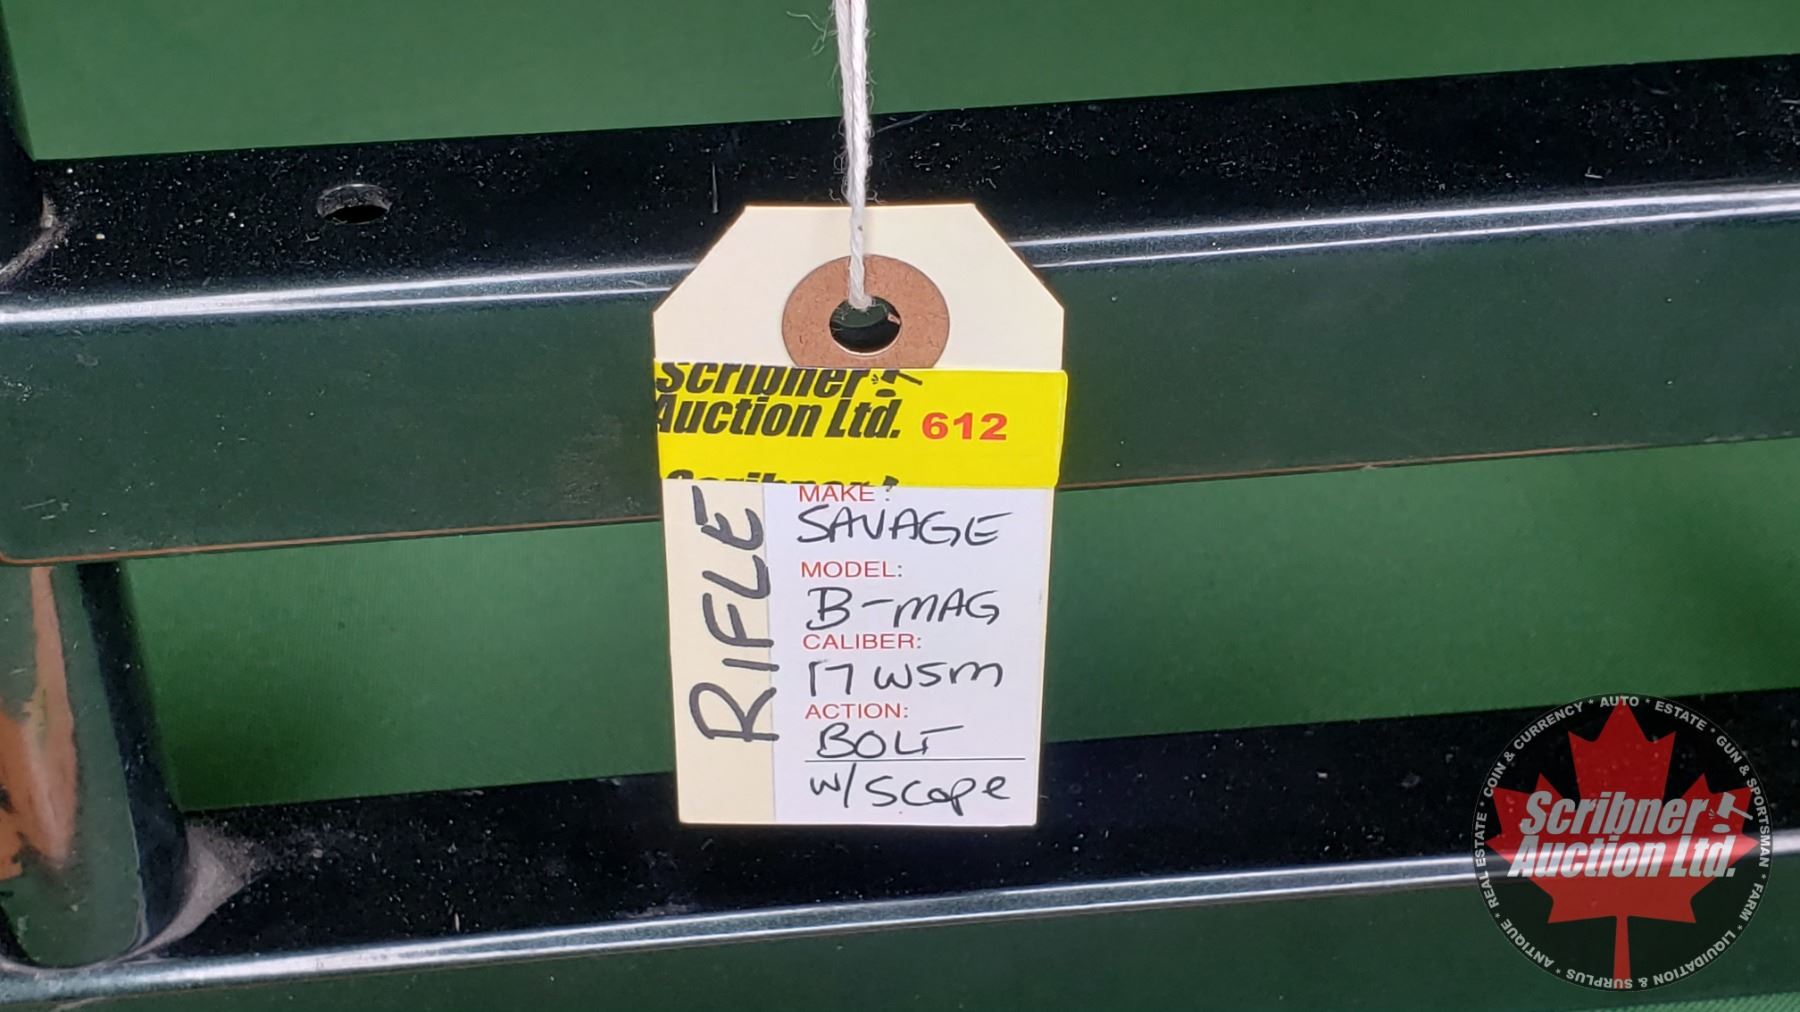 Scribner
Auction Ltd. 612
Scribner
RIFLE
MAKE:
SAVAGE
MODEL:
B-MAG
CALIBER:
17 WSM
ACTION:
BOLT
W/SCOPE
Scribner
Auction Ltd.
ANTIQUE * REAL ESTATE * COIN & CURRENCY * AUTO * ESTATE * GUN & SPORTSMAN * FARM * LIQUIDATION & SURPLUS *